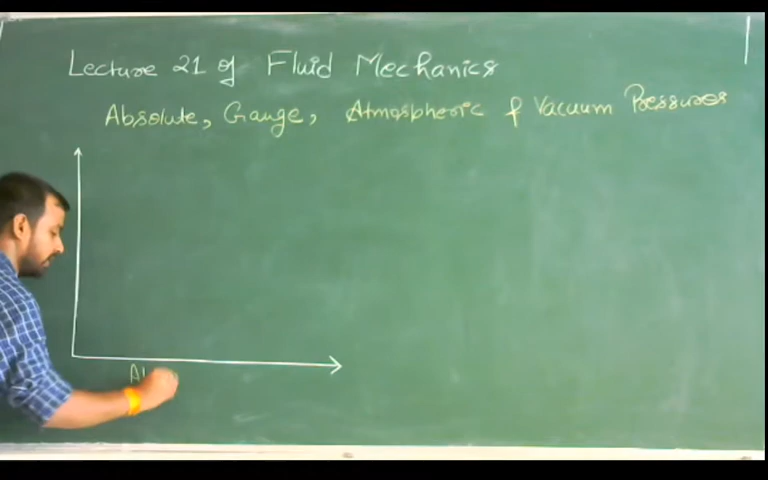 Lecture 21 of Fluid Mechanics
Absolute, Gauge, Atmospheric & Vacuum Pressures